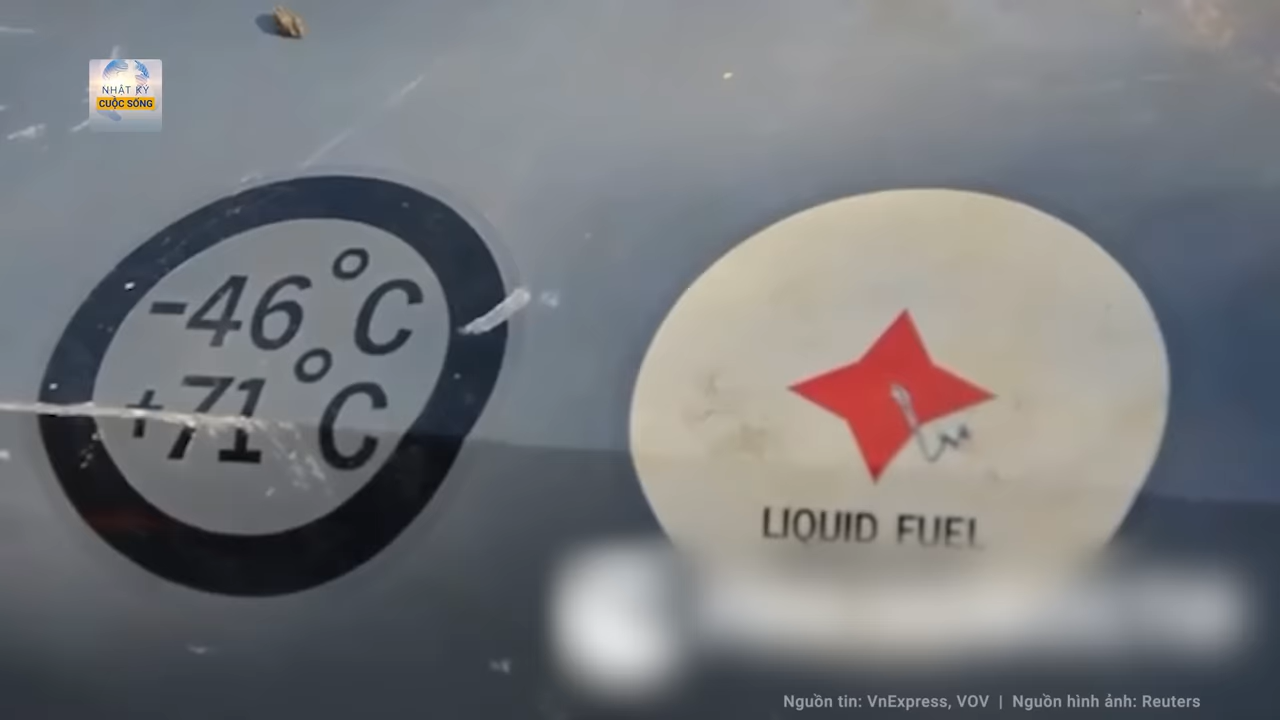 NHẬT KÝ
CUỘC SỐNG
-46°C
+71°C
LIQUID FUEL
Nguồn tin: VnExpress, VOV | Nguồn hình ảnh: Reuters